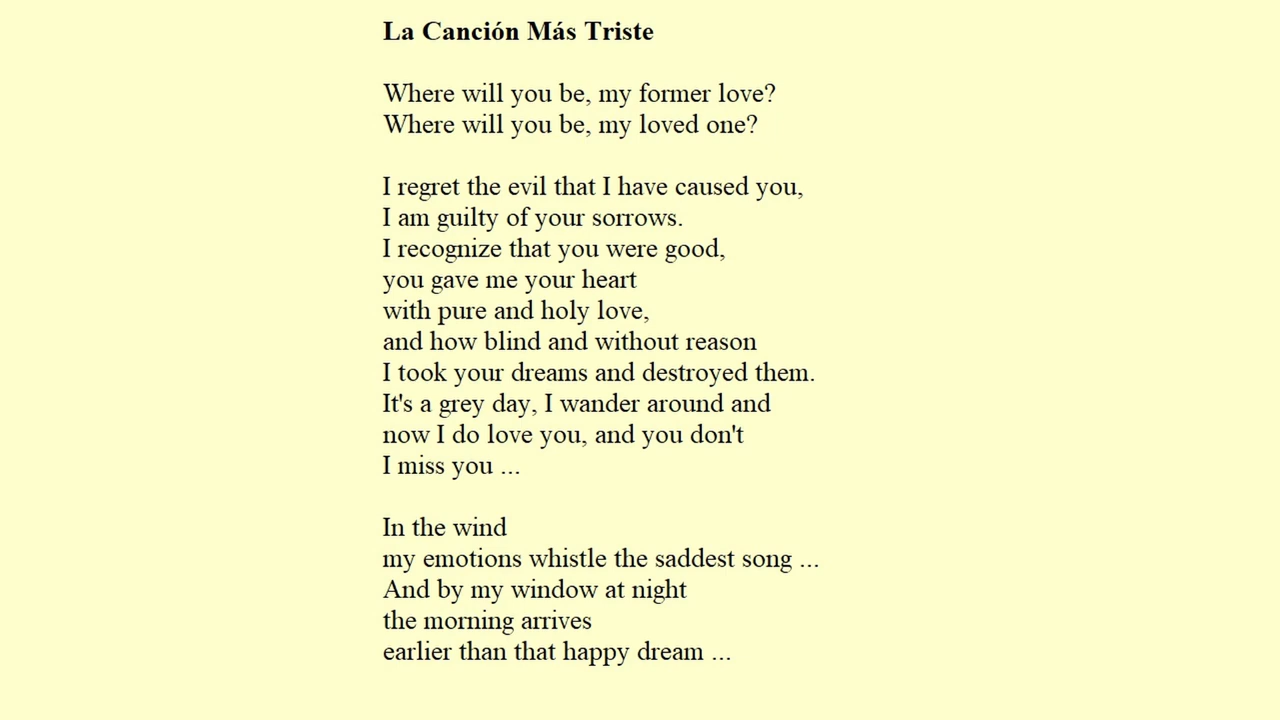 La Canción Más Triste
Where will you be, my former love?
Where will you be, my loved one?
I regret the evil that I have caused you,
I am guilty of your sorrows.
I recognize that you were good,
you gave me your heart
with pure and holy love,
and how blind and without reason
I took your dreams and destroyed them.
It's a grey day, I wander around and
now I do love you, and you don't
I miss you ...
In the wind
my emotions whistle the saddest song ...
And by my window at night
the morning arrives
earlier than that happy dream ...